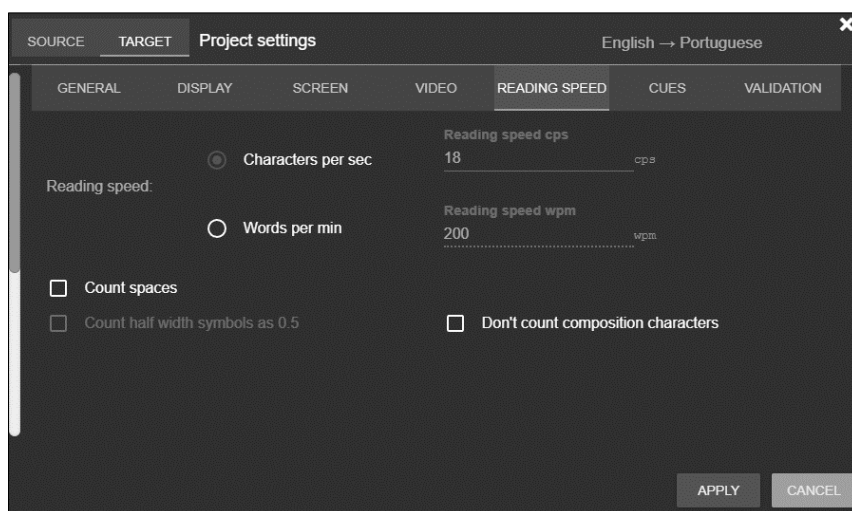 SOURCE TARGET Project settings English → Portuguese ×
GENERAL DISPLAY SCREEN VIDEO READING SPEED CUES VALIDATION
Reading speed cps
Characters per sec 18 cps
Reading speed:
Reading speed wpm
Words per min 200 wpm
Count spaces
Count half width symbols as 0.5 Don't count composition characters
APPLY CANCEL